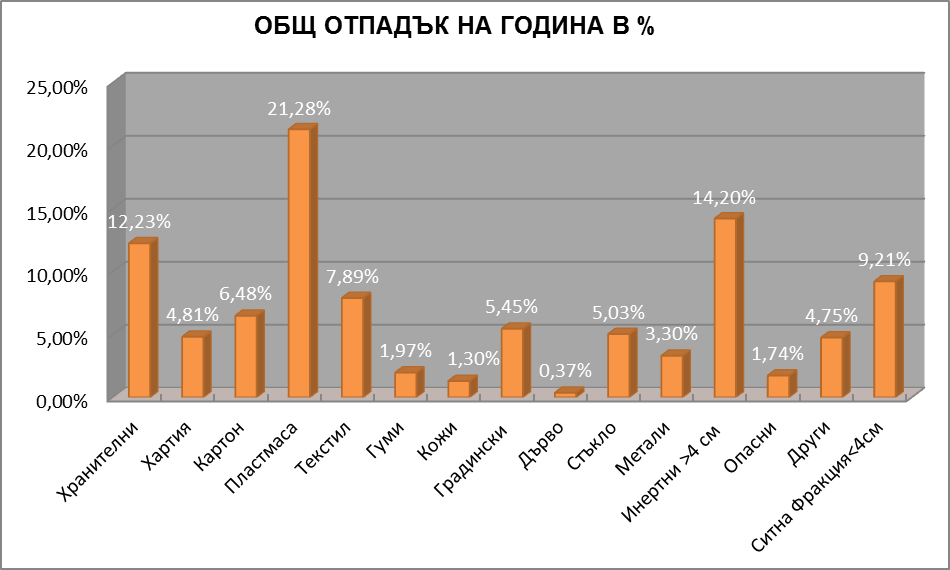 ОБЩ ОТПАДЪК НА ГОДИНА В %
25,00%
20,00%
15,00%
10,00%
5,00%
0,00%
12,23%
4,81%
6,48%
21,28%
7,89%
1,97%
1,30%
5,45%
0,37%
5,03%
3,30%
14,20%
1,74%
4,75%
9,21%
Хранителни
Хартия
Картон
Пластмаса
Текстил
Гуми
Кожи
Градински
Дърво
Стъкло
Метали
Инертни >4 см
Опасни
Други
Ситна Фракция<4см